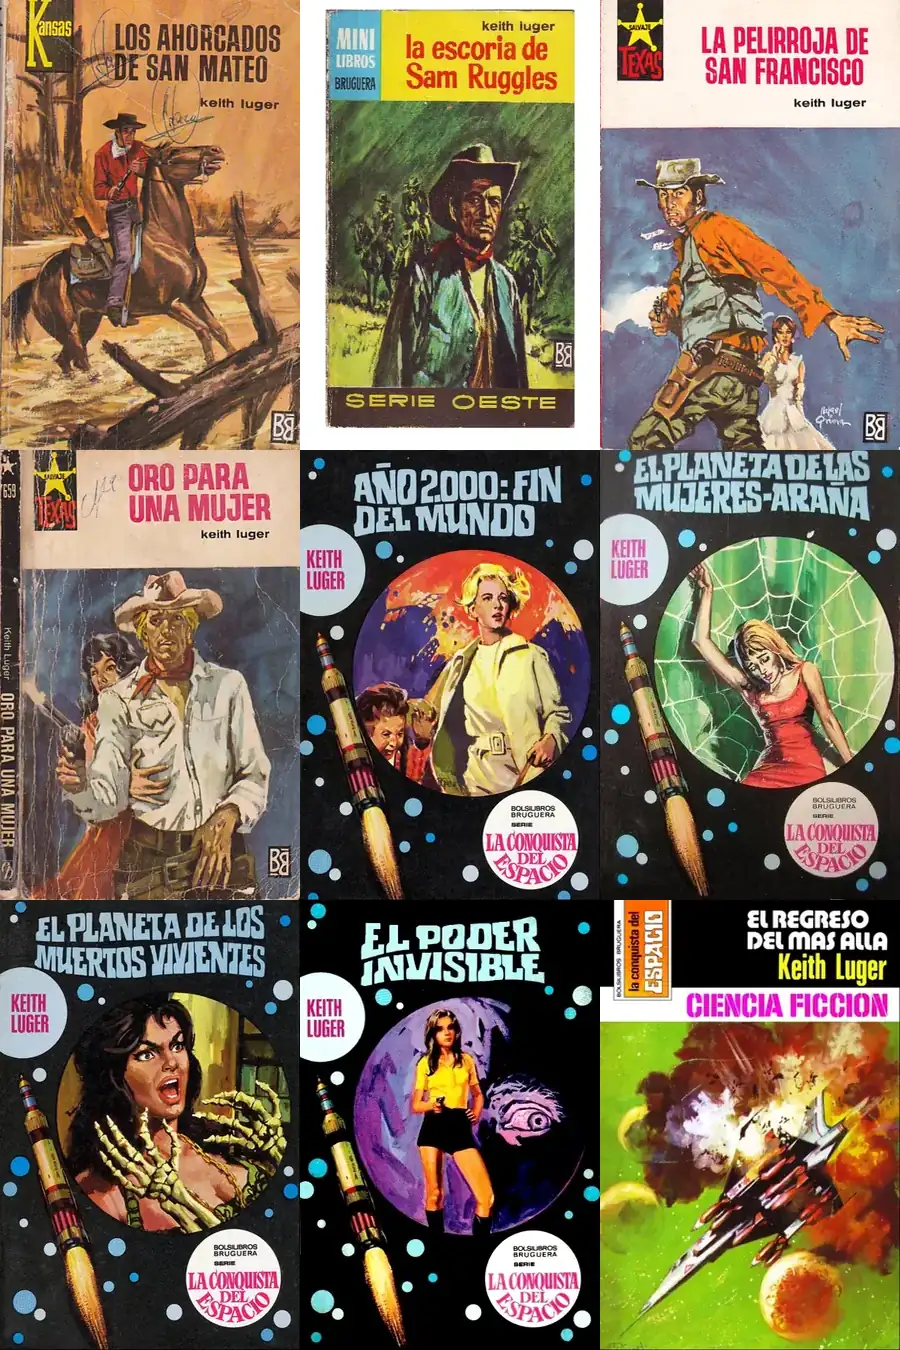 Kansas
LOS AHORCADOS
DE SAN MATEO
keith luger
BB
MINI
LIBROS
BRUGUERA
keith luger
la escoria de
Sam Ruggles
BB
SERIE OESTE
SALVAJE
TEXAS
LA PELIRROJA DE
SAN FRANCISCO
keith luger
BB
659
Keith Luger
ORO PARA UNA MUJER
SALVAJE
TEXAS
ORO PARA
UNA MUJER
keith luger
BB
AÑO 2.000: FIN
DEL MUNDO
KEITH
LUGER
BOLSILIBROS
BRUGUERA
SERIE
LA CONQUISTA
DEL
ESPACIO
EL PLANETA DE LAS
MUJERES-ARAÑA
KEITH
LUGER
BOLSILIBROS
BRUGUERA
SERIE
LA CONQUISTA
DEL
ESPACIO
EL PLANETA DE LOS
MUERTOS VIVIENTES
KEITH
LUGER
BOLSILIBROS
BRUGUERA
SERIE
LA CONQUISTA
DEL
ESPACIO
EL PODER
INVISIBLE
KEITH
LUGER
BOLSILIBROS
BRUGUERA
SERIE
LA CONQUISTA
DEL
ESPACIO
BOLSILIBROS BRUGUERA
la conquista del
ESPACIO
EL REGRESO
DEL MAS ALLA
Keith Luger
CIENCIA FICCION